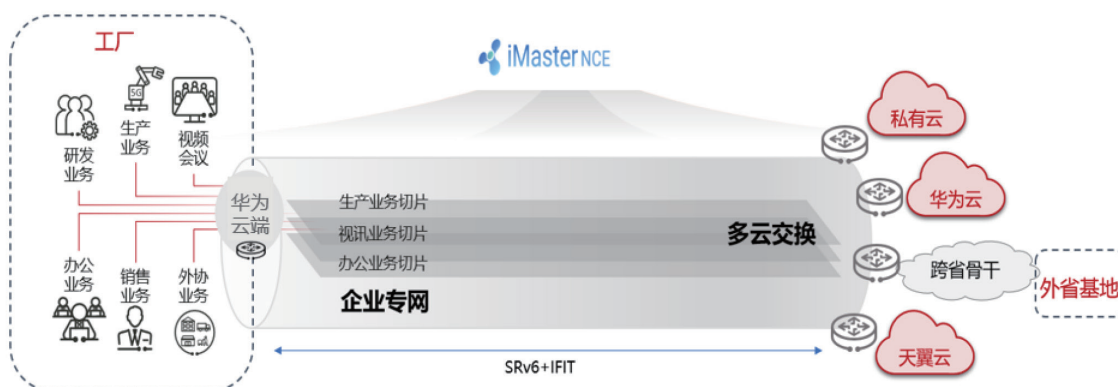 工厂
iMaster NCE
5G
研发
业务
生产
业务
视频
会议
华为
云端
办公
业务
销售
业务
外协
业务
生产业务切片
视讯业务切片
办公业务切片
企业专网
多云交换
私有云
华为云
跨省骨干
外省基地
天翼云
SRv6+IFIT